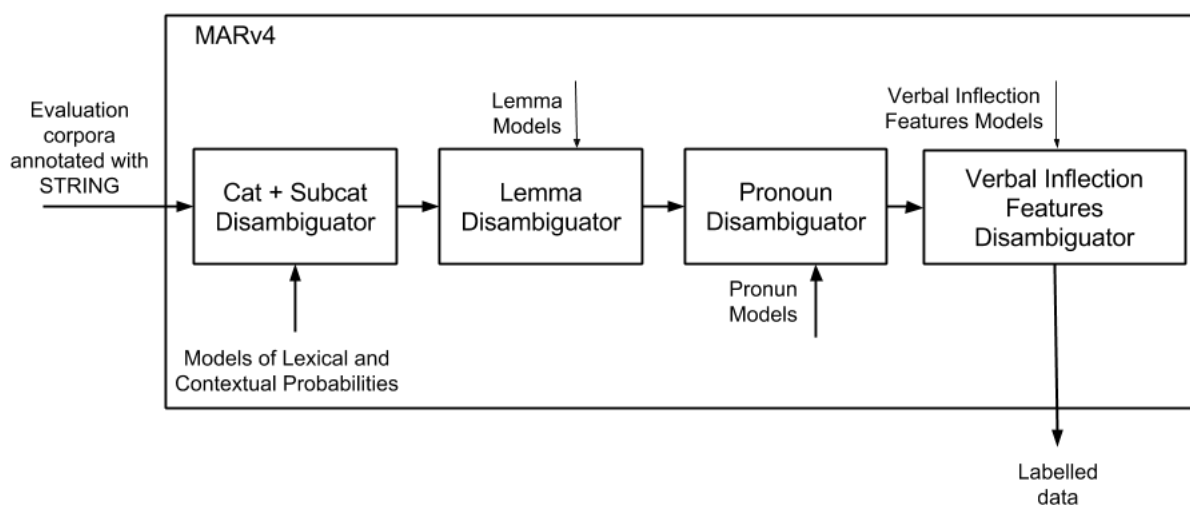 MARv4
Evaluation
corpora
annotated with
STRING
Lemma
Models
Verbal Inflection
Features Models
Cat + Subcat
Disambiguator
Lemma
Disambiguator
Pronoun
Disambiguator
Verbal Inflection
Features
Disambiguator
Pronun
Models
Models of Lexical and
Contextual Probabilities
Labelled
data